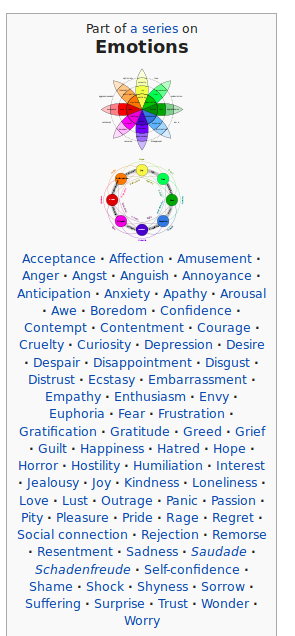 Part of a series on
Emotions
Acceptance · Affection · Amusement ·
Anger · Angst · Anguish · Annoyance ·
Anticipation · Anxiety · Apathy · Arousal
· Awe · Boredom · Confidence ·
Contempt · Contentment · Courage ·
Cruelty · Curiosity · Depression · Desire
· Despair · Disappointment · Disgust ·
Distrust · Ecstasy · Embarrassment ·
Empathy · Enthusiasm · Envy ·
Euphoria · Fear · Frustration ·
Gratification · Gratitude · Greed · Grief
· Guilt · Happiness · Hatred · Hope ·
Horror · Hostility · Humiliation · Interest
· Jealousy · Joy · Kindness · Loneliness ·
Love · Lust · Outrage · Panic · Passion ·
Pity · Pleasure · Pride · Rage · Regret ·
Social connection · Rejection · Remorse
· Resentment · Sadness · Saudade ·
Schadenfreude · Self-confidence ·
Shame · Shock · Shyness · Sorrow ·
Suffering · Surprise · Trust · Wonder ·
Worry